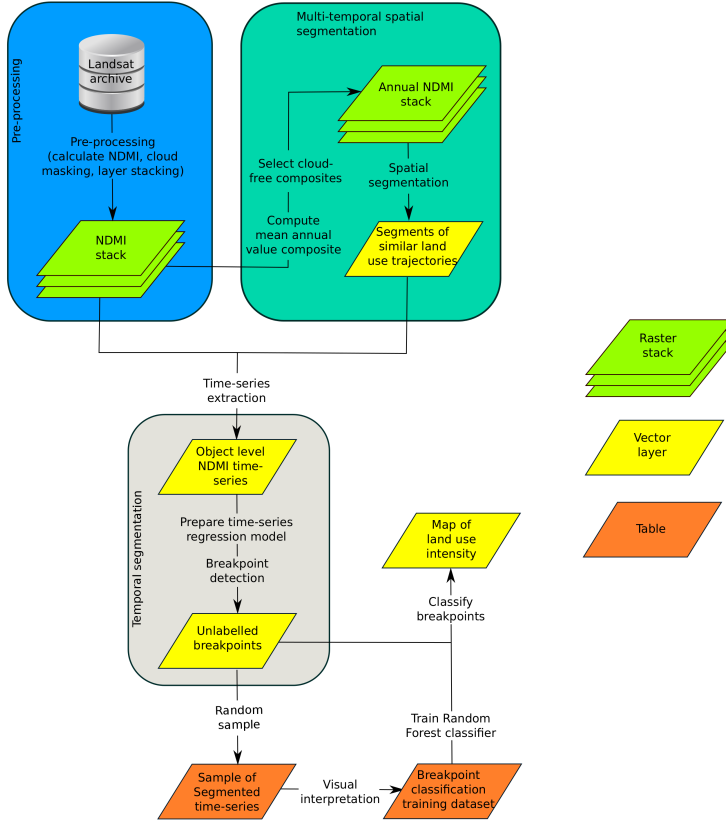 Pre-processing
Landsat
archive
Pre-processing
(calculate NDMI, cloud
masking, layer stacking)
NDMI
stack
Multi-temporal spatial
segmentation
Annual NDMI
stack
Select cloud-
free composites
Compute
mean annual
value composite
Spatial
segmentation
Segments of
similar land
use trajectories
Time-series
extraction
Temporal segmentation
Object level
NDMI time-
series
Prepare time-series
regression model
Breakpoint
detection
Unlabelled
breakpoints
Random
sample
Sample of
Segmented
time-series
Visual
interpretation
Breakpoint
classification
training dataset
Train Random
Forest classifier
Classify
breakpoints
Map of
land use
intensity
Raster
stack
Vector
layer
Table